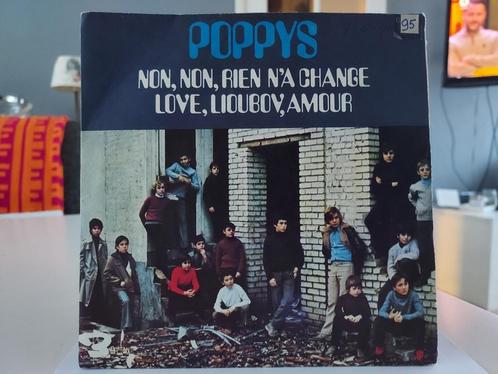 POPPYS
95
NON, NON, RIEN N'A CHANGE
LOVE, LIOUBOV, AMOUR